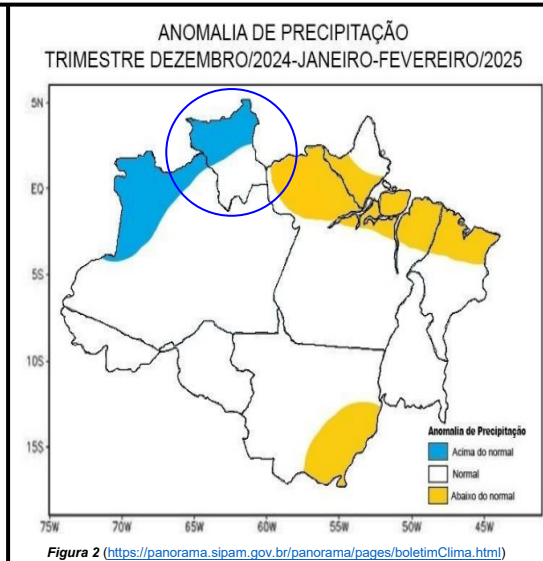 ANOMALIA DE PRECIPITAÇÃO
TRIMESTRE DEZEMBRO/2024-JANEIRO-FEVEREIRO/2025
5N
EQ
5S
10S
15S
Anomalia de Precipitação
Acima do normal
Normal
Abaixo do normal
75W 70W 65W 60W 55W 50W 45W
Figura 2 (https://panorama.sipam.gov.br/panorama/pages/boletimClima.html)